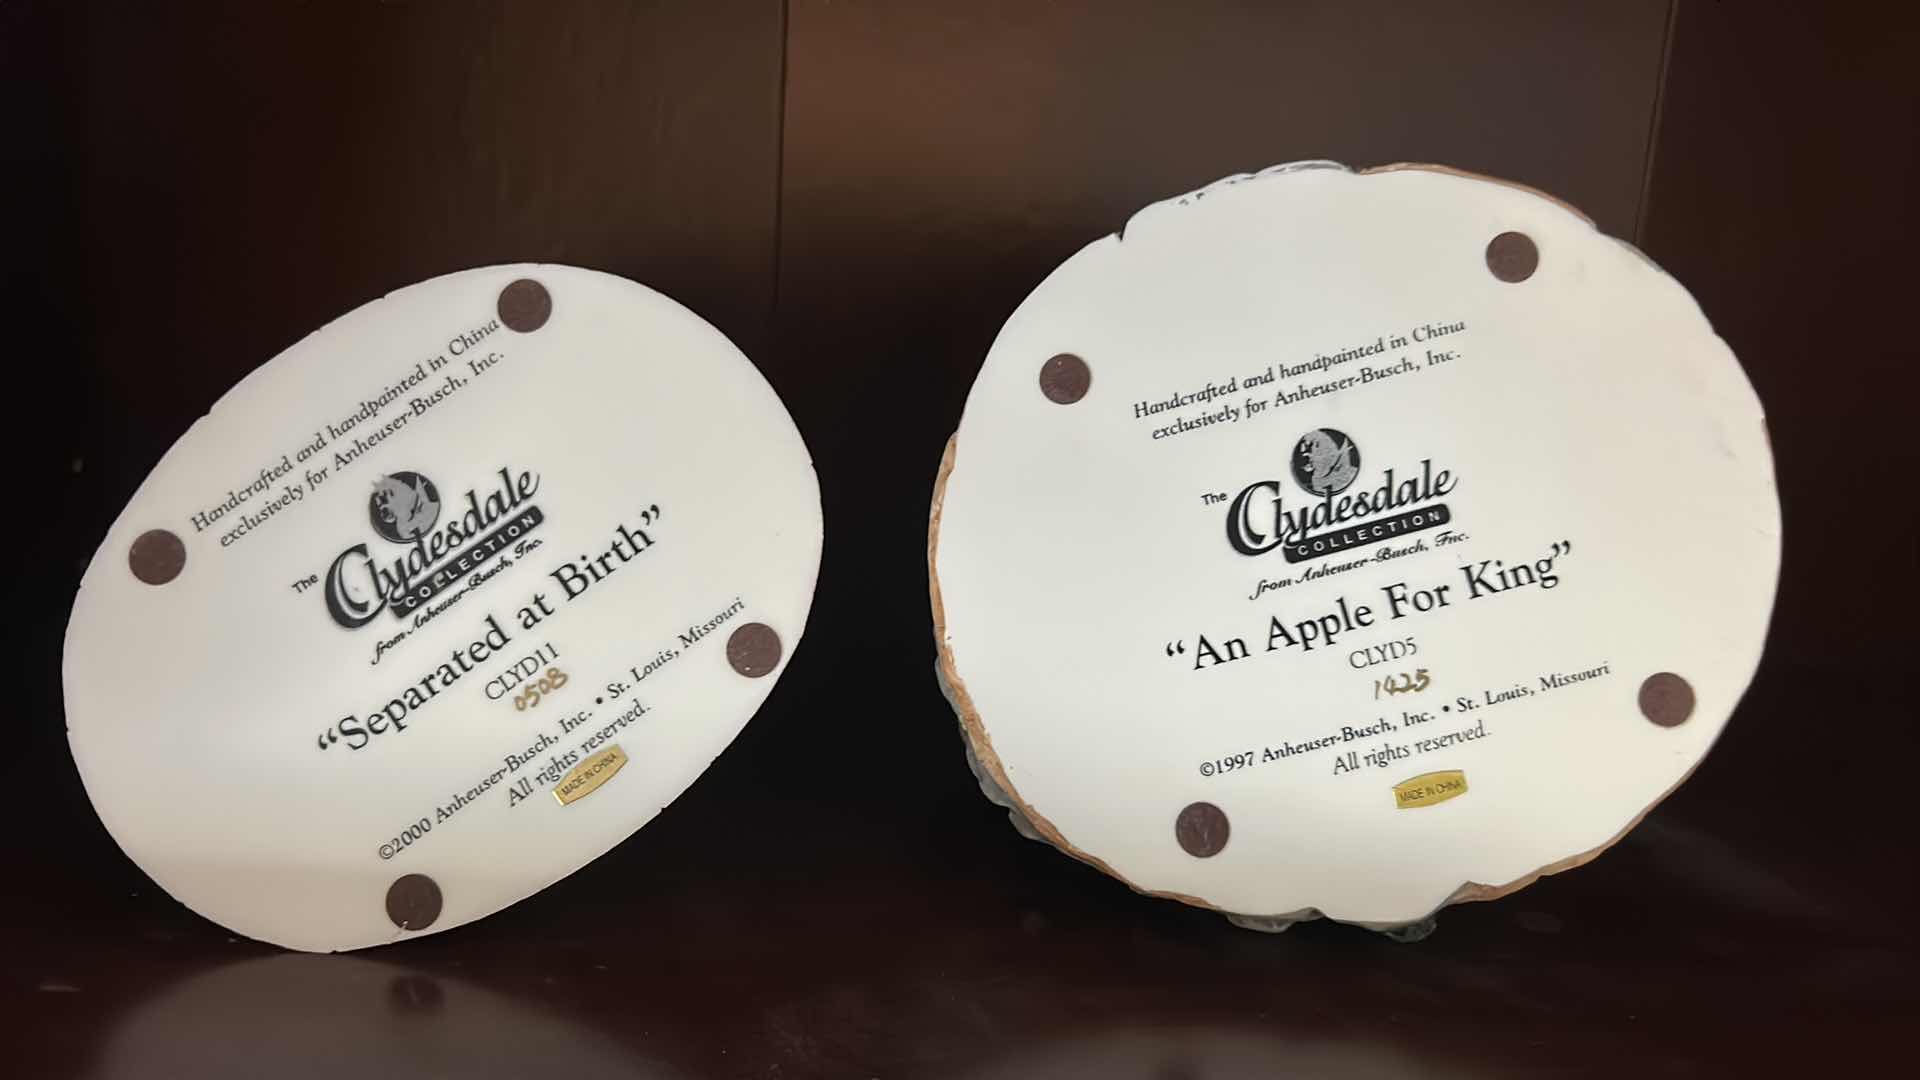 Handcrafted and handpainted in China
exclusively for Anheuser-Busch, Inc.
The Clydesdale
COLLECTION
from Anheuser-Busch, Inc.
“Separated at Birth”
CLYD11
0508
©2000 Anheuser-Busch, Inc. • St. Louis, Missouri
All rights reserved.
MADE IN CHINA
Handcrafted and handpainted in China
exclusively for Anheuser-Busch, Inc.
The Clydesdale
COLLECTION
from Anheuser-Busch, Inc.
“An Apple For King”
CLYD5
1425
©1997 Anheuser-Busch, Inc. • St. Louis, Missouri
All rights reserved.
MADE IN CHINA